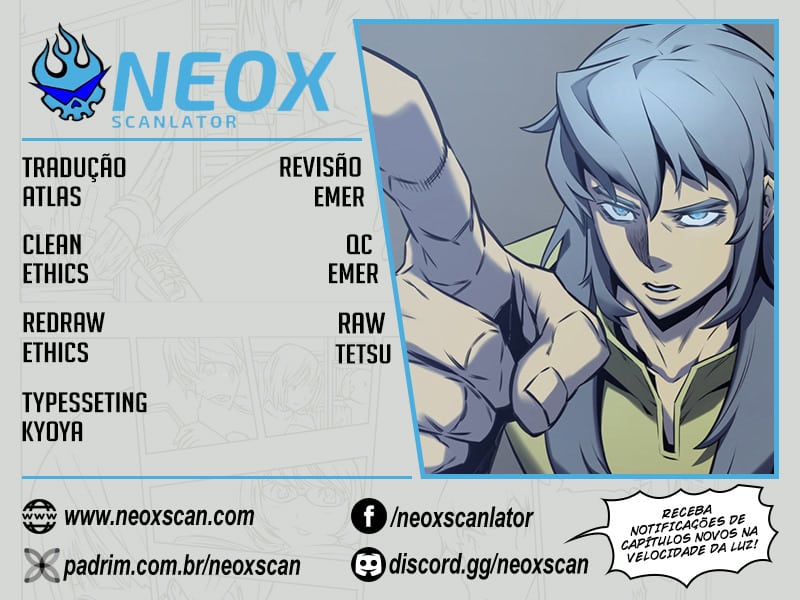 NEOX
SCANLATOR
TRADUÇÃO
ATLAS
REVISÃO
EMER
CLEAN
ETHICS
QC
EMER
REDRAW
ETHICS
RAW
TETSU
TYPESSETING
KYOYA
www
www.neoxscan.com
/neoxscanlator
padrim.com.br/neoxscan
discord.gg/neoxscan
RECEBA
NOTIFICAÇÕES DE
CAPÍTULOS NOVOS NA
VELOCIDADE DA LUZ!